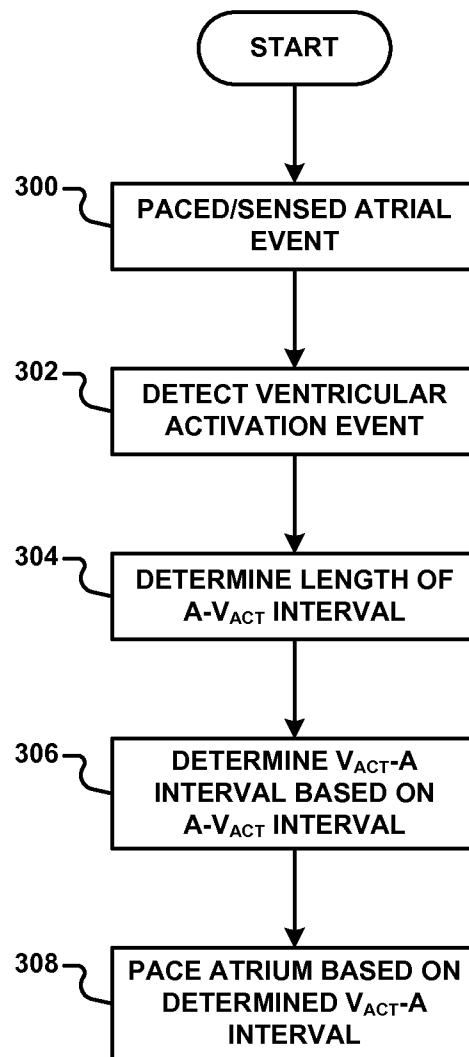 START
300
PACED/SENSED ATRIAL
EVENT
302
DETECT VENTRICULAR
ACTIVATION EVENT
304
DETERMINE LENGTH OF
A-VACT INTERVAL
306
DETERMINE VACT-A
INTERVAL BASED ON
A-VACT INTERVAL
308
PACE ATRIUM BASED ON
DETERMINED VACT-A
INTERVAL